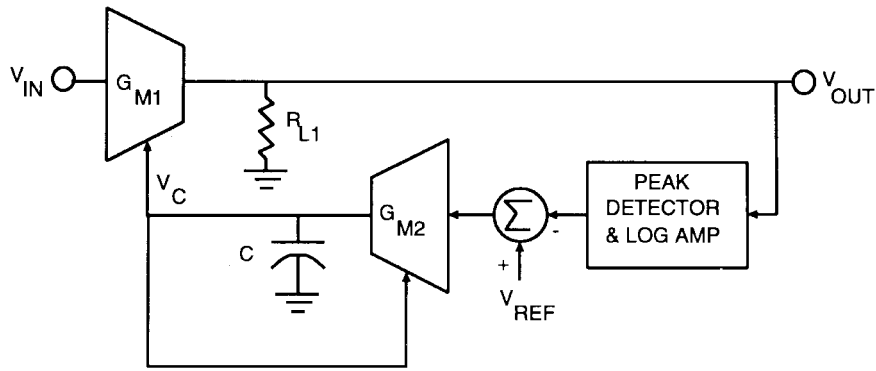 V_IN
G_M1
R_L1
V_OUT
V_C
G_M2
Σ
PEAK
DETECTOR
& LOG AMP
-
C
+
V_REF